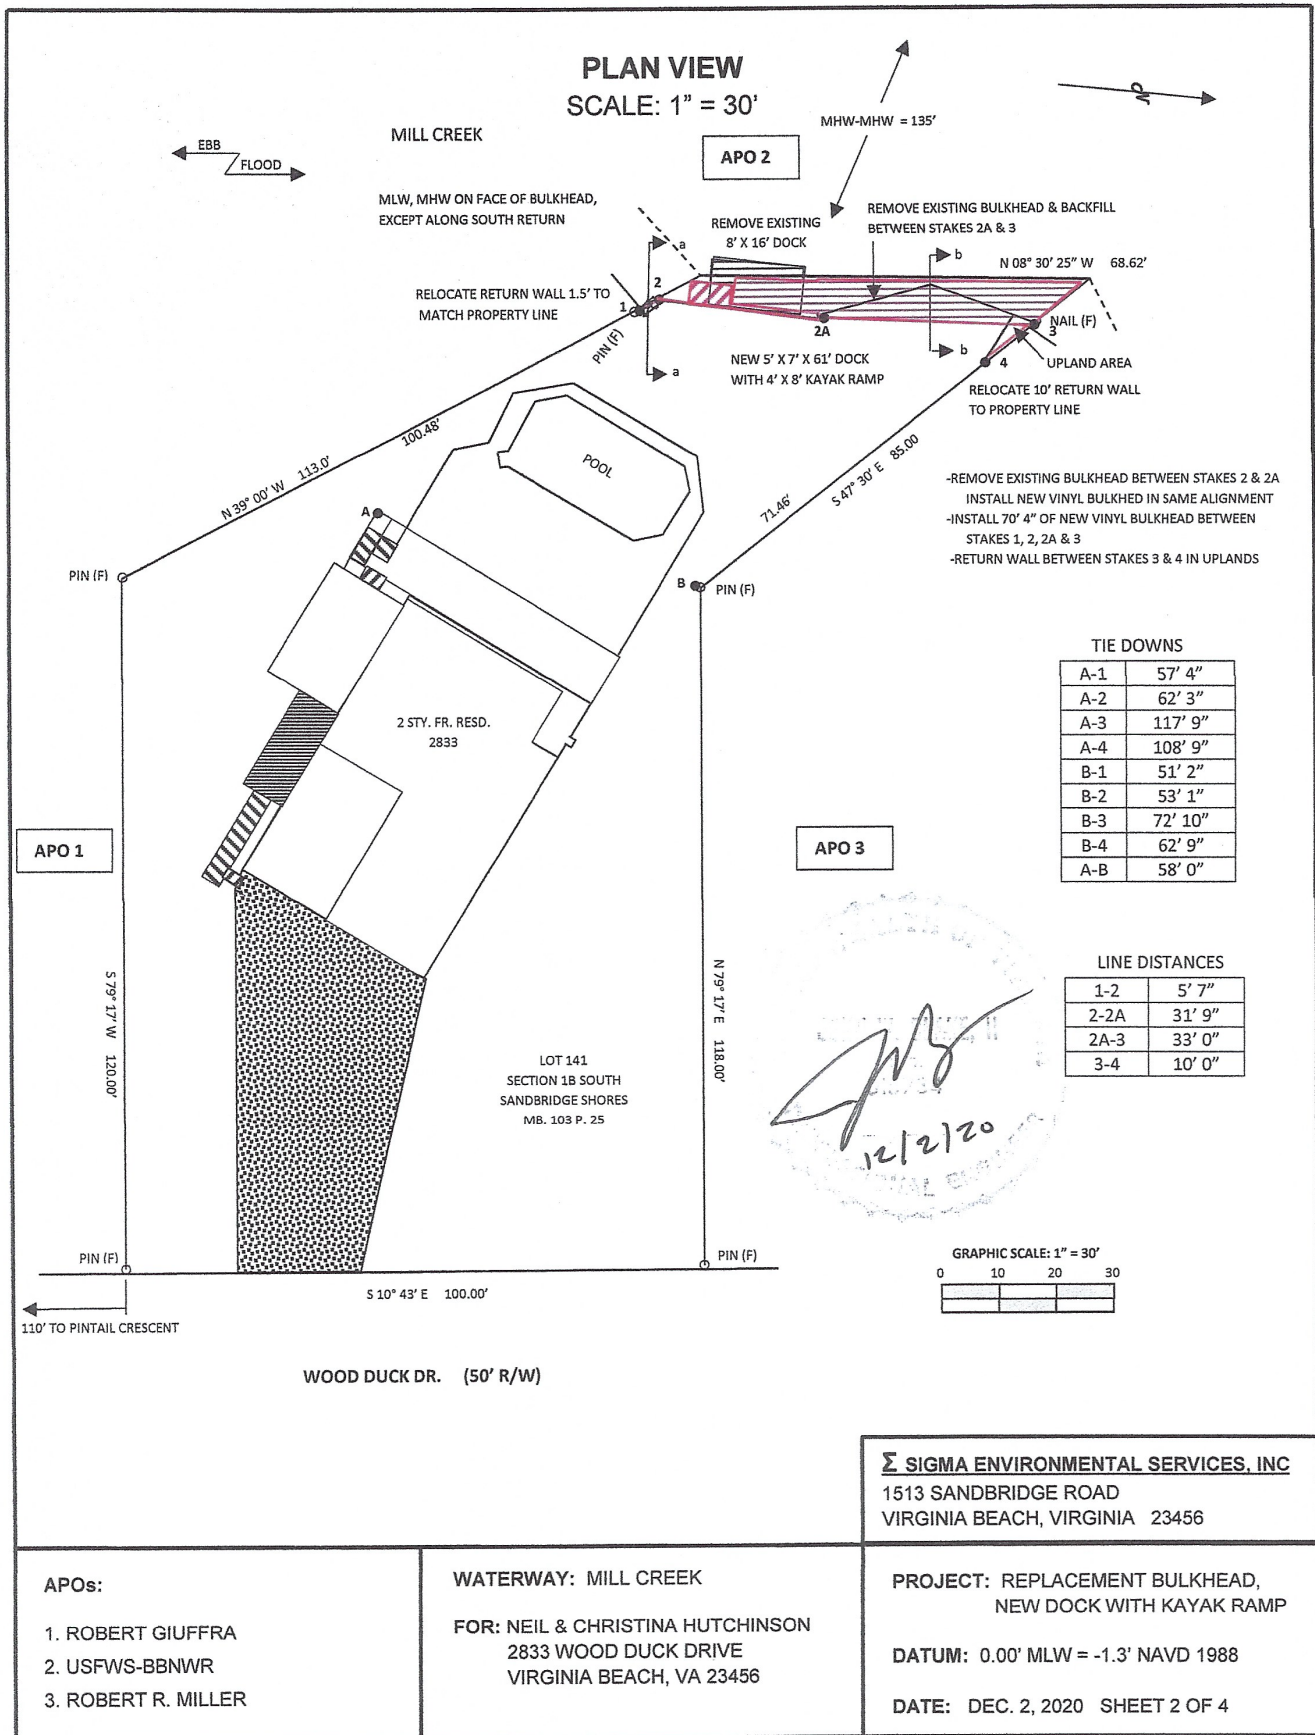 PLAN VIEW
SCALE: 1" = 30'
MHW-MHW = 135'
MILL CREEK
EBB
FLOOD
APO 2
MLW, MHW ON FACE OF BULKHEAD,
EXCEPT ALONG SOUTH RETURN
REMOVE EXISTING
8' X 16' DOCK
REMOVE EXISTING BULKHEAD & BACKFILL
BETWEEN STAKES 2A & 3
a
b
N 08° 30' 25" W 68.62'
RELOCATE RETURN WALL 1.5' TO
MATCH PROPERTY LINE
1
2
2A
3
NAIL (F)
PIN (F)
a
b
NEW 5' X 7' X 61' DOCK
WITH 4' X 8' KAYAK RAMP
4
UPLAND AREA
RELOCATE 10' RETURN WALL
TO PROPERTY LINE
100.48'
N 39° 00' W 113.0'
POOL
71.46'
S 47° 30' E 85.00
-REMOVE EXISTING BULKHEAD BETWEEN STAKES 2 & 2A
INSTALL NEW VINYL BULKHED IN SAME ALIGNMENT
-INSTALL 70' 4" OF NEW VINYL BULKHEAD BETWEEN
STAKES 1, 2, 2A & 3
-RETURN WALL BETWEEN STAKES 3 & 4 IN UPLANDS
A
PIN (F)
B
PIN (F)
TIE DOWNS
A-1 57' 4"
A-2 62' 3"
A-3 117' 9"
A-4 108' 9"
B-1 51' 2"
B-2 53' 1"
B-3 72' 10"
B-4 62' 9"
A-B 58' 0"
2 STY. FR. RESD.
2833
APO 1
APO 3
LINE DISTANCES
1-2 5' 7"
2-2A 31' 9"
2A-3 33' 0"
3-4 10' 0"
S 79° 17' W 120.00'
N 79° 17' E 118.00'
LOT 141
SECTION 1B SOUTH
SANDBRIDGE SHORES
MB. 103 P. 25
12/2/20
PIN (F)
PIN (F)
S 10° 43' E 100.00'
GRAPHIC SCALE: 1" = 30'
0 10 20 30
110' TO PINTAIL CRESCENT
WOOD DUCK DR. (50' R/W)
Σ SIGMA ENVIRONMENTAL SERVICES, INC
1513 SANDBRIDGE ROAD
VIRGINIA BEACH, VIRGINIA 23456
APOs:
1. ROBERT GIUFFRA
2. USFWS-BBNWR
3. ROBERT R. MILLER
WATERWAY: MILL CREEK
FOR: NEIL & CHRISTINA HUTCHINSON
2833 WOOD DUCK DRIVE
VIRGINIA BEACH, VA 23456
PROJECT: REPLACEMENT BULKHEAD,
NEW DOCK WITH KAYAK RAMP
DATUM: 0.00' MLW = -1.3' NAVD 1988
DATE: DEC. 2, 2020 SHEET 2 OF 4